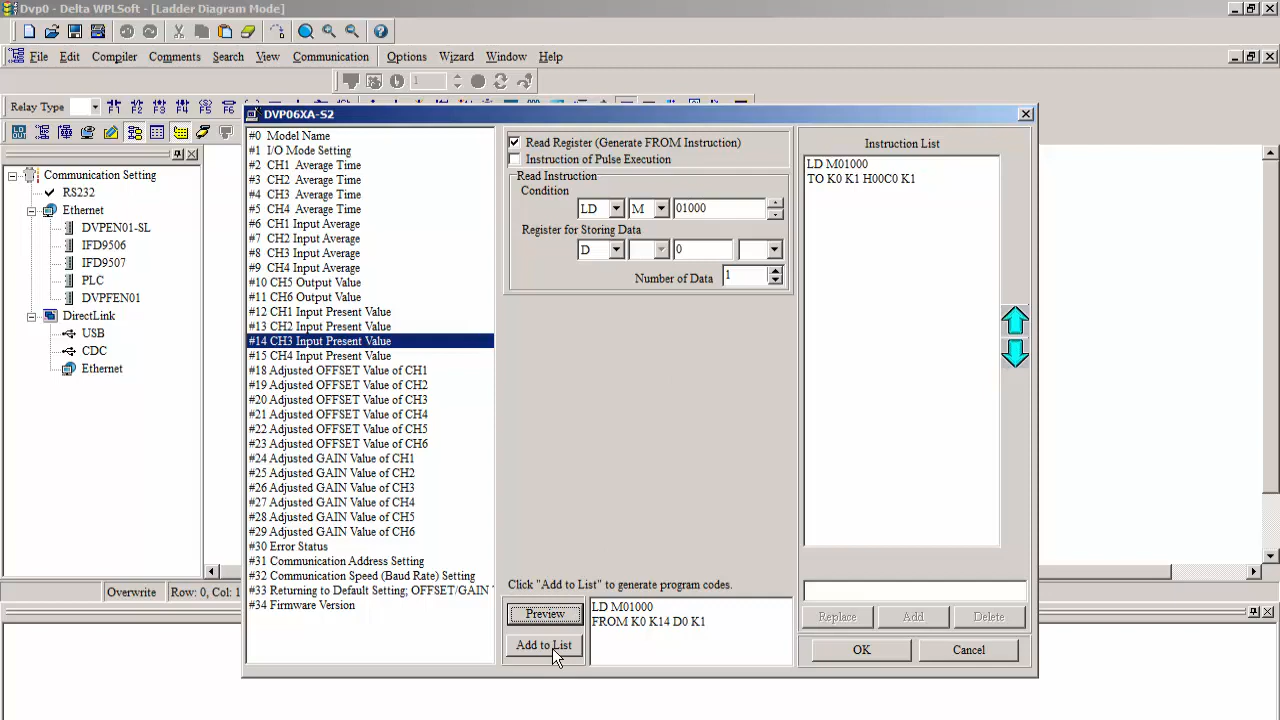 Dvp0 - Delta WPLSoft - [Ladder Diagram Mode]
File Edit Compiler Comments Search View Communication Options Wizard Window Help
1
Relay Type F1 F2 F3 F4 F5 F6
DVP06XA-S2
Communication Setting
RS232
Ethernet
DVPEN01-SL
IFD9506
IFD9507
PLC
DVPFEN01
DirectLink
USB
CDC
Ethernet
#0 Model Name
#1 I/O Mode Setting
#2 CH1 Average Time
#3 CH2 Average Time
#4 CH3 Average Time
#5 CH4 Average Time
#6 CH1 Input Average
#7 CH2 Input Average
#8 CH3 Input Average
#9 CH4 Input Average
#10 CH5 Output Value
#11 CH6 Output Value
#12 CH1 Input Present Value
#13 CH2 Input Present Value
#14 CH3 Input Present Value
#15 CH4 Input Present Value
#18 Adjusted OFFSET Value of CH1
#19 Adjusted OFFSET Value of CH2
#20 Adjusted OFFSET Value of CH3
#21 Adjusted OFFSET Value of CH4
#22 Adjusted OFFSET Value of CH5
#23 Adjusted OFFSET Value of CH6
#24 Adjusted GAIN Value of CH1
#25 Adjusted GAIN Value of CH2
#26 Adjusted GAIN Value of CH3
#27 Adjusted GAIN Value of CH4
#28 Adjusted GAIN Value of CH5
#29 Adjusted GAIN Value of CH6
#30 Error Status
#31 Communication Address Setting
#32 Communication Speed (Baud Rate) Setting
#33 Returning to Default Setting; OFFSET/GAIN
#34 Firmware Version
Read Register (Generate FROM Instruction)
Instruction of Pulse Execution
Read Instruction
Condition
LD M 01000
Register for Storing Data
D 0
Number of Data 1
Click "Add to List" to generate program codes.
Preview
Add to List
LD M01000
FROM K0 K14 D0 K1
Instruction List
LD M01000
TO K0 K1 H00C0 K1
Replace Add Delete
OK Cancel
Overwrite Row: 0, Col: 1